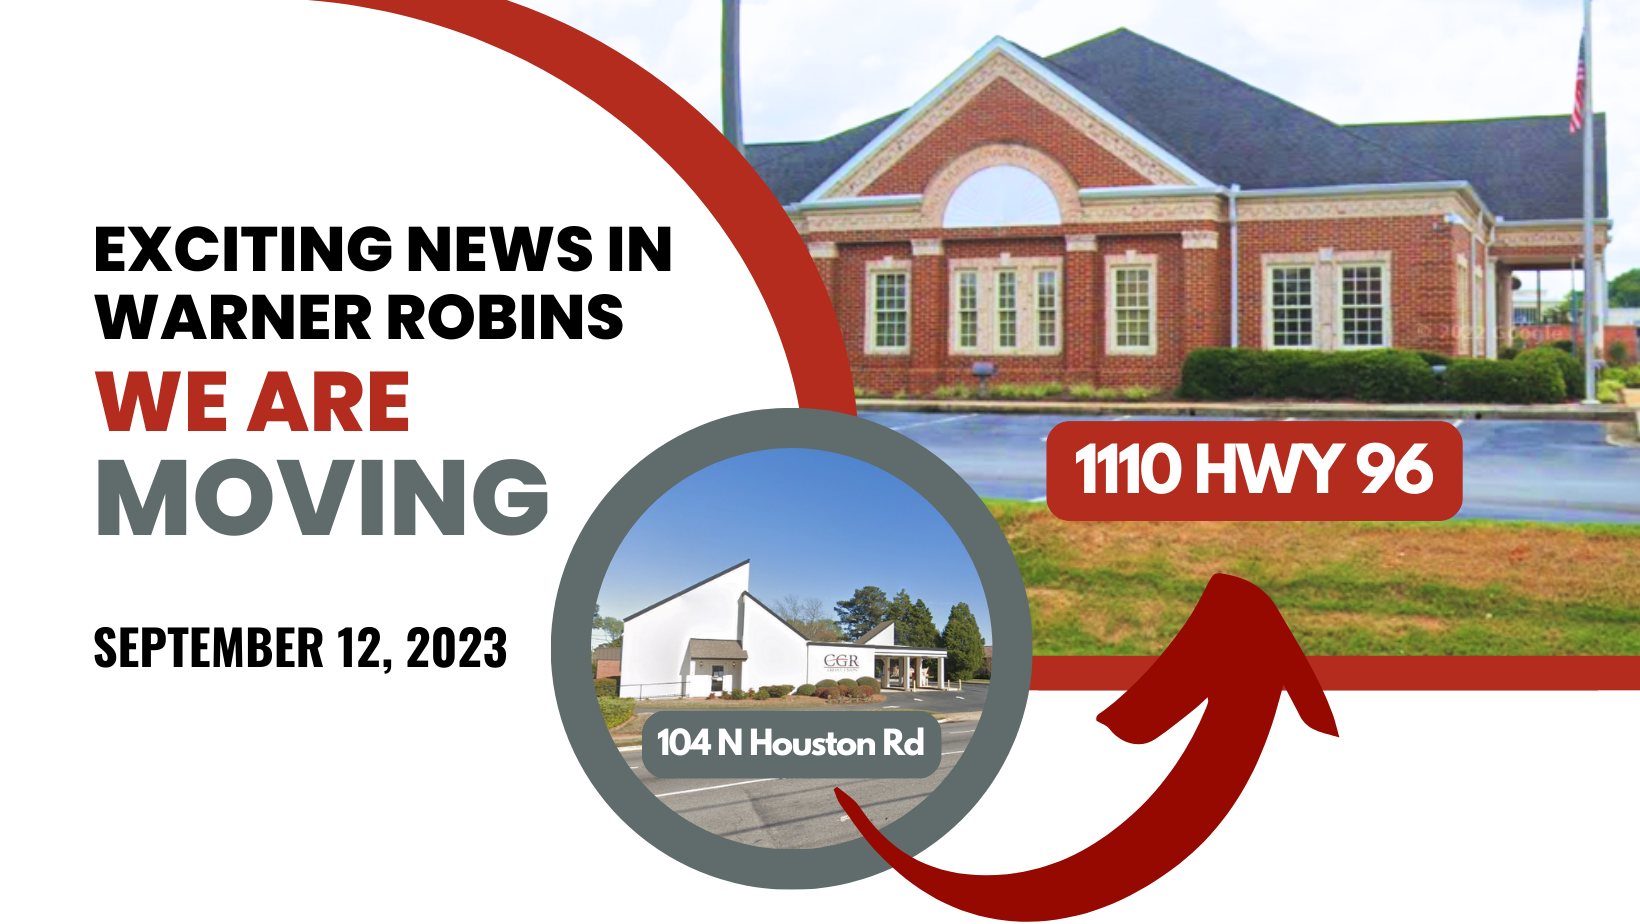 EXCITING NEWS IN
WARNER ROBINS
WE ARE
MOVING
SEPTEMBER 12, 2023
1110 HWY 96
CGR
104 N Houston Rd